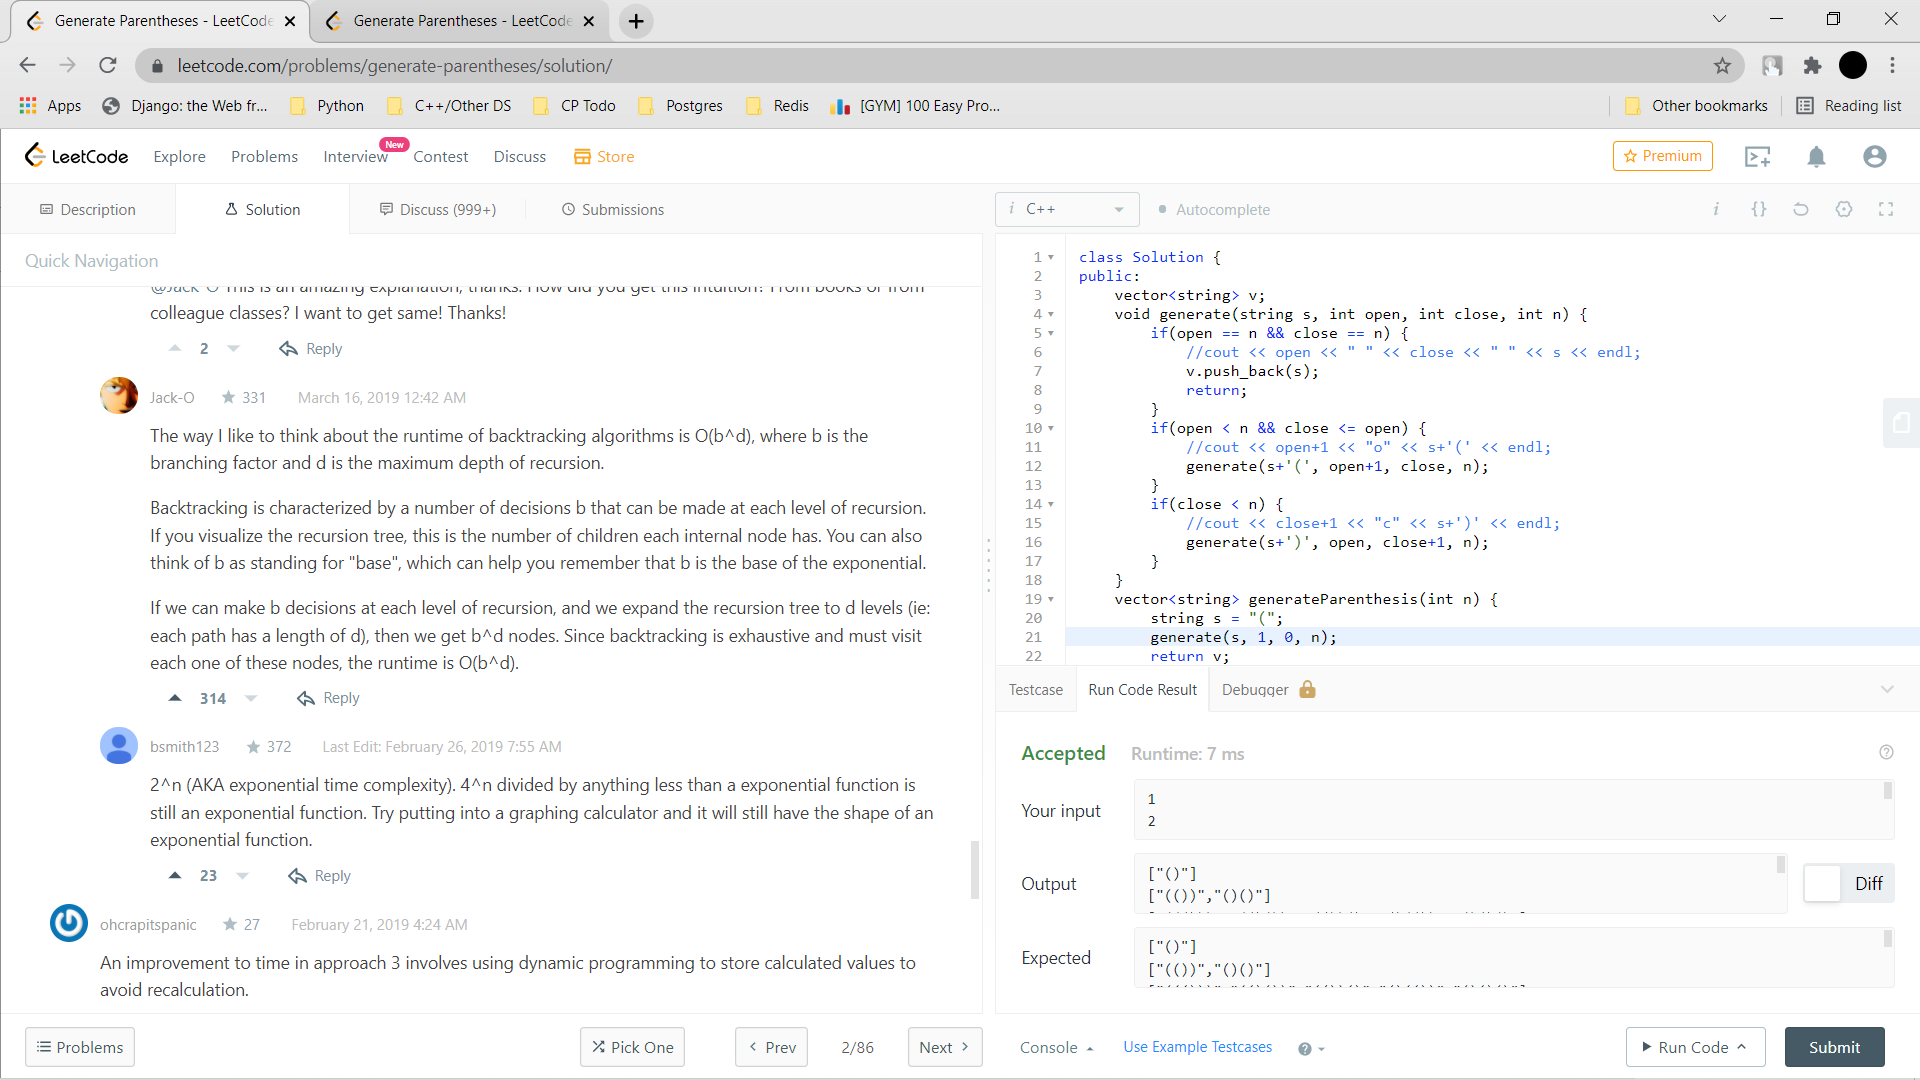 Generate Parentheses - LeetCode
Generate Parentheses - LeetCode
leetcode.com/problems/generate-parentheses/solution/
Apps
Django: the Web fr...
Python
C++/Other DS
CP Todo
Postgres
Redis
[GYM] 100 Easy Pro...
Other bookmarks
Reading list
LeetCode
Explore
Problems
Interview
New
Contest
Discuss
Store
Premium
Description
Solution
Discuss (999+)
Submissions
Quick Navigation
@Jack-O This is an amazing explanation, thanks. How did you get this intuition? From books or from
colleague classes? I want to get same! Thanks!
2
Reply
Jack-O
331
March 16, 2019 12:42 AM
The way I like to think about the runtime of backtracking algorithms is O(b^d), where b is the
branching factor and d is the maximum depth of recursion.
Backtracking is characterized by a number of decisions b that can be made at each level of recursion.
If you visualize the recursion tree, this is the number of children each internal node has. You can also
think of b as standing for "base", which can help you remember that b is the base of the exponential.
If we can make b decisions at each level of recursion, and we expand the recursion tree to d levels (ie:
each path has a length of d), then we get b^d nodes. Since backtracking is exhaustive and must visit
each one of these nodes, the runtime is O(b^d).
314
Reply
bsmith123
372
Last Edit: February 26, 2019 7:55 AM
2^n (AKA exponential time complexity). 4^n divided by anything less than a exponential function is
still an exponential function. Try putting into a graphing calculator and it will still have the shape of an
exponential function.
23
Reply
ohcrapitspanic
27
February 21, 2019 4:24 AM
An improvement to time in approach 3 involves using dynamic programming to store calculated values to
avoid recalculation.
Problems
Pick One
Prev
2/86
Next
i C++
Autocomplete
i {}
1 class Solution {
2 public:
3 vector<string> v;
4 void generate(string s, int open, int close, int n) {
5 if(open == n && close == n) {
6 //cout << open << " " << close << " " << s << endl;
7 v.push_back(s);
8 return;
9 }
10 if(open < n && close <= open) {
11 //cout << open+1 << "o" << s+'(' << endl;
12 generate(s+'(', open+1, close, n);
13 }
14 if(close < n) {
15 //cout << close+1 << "c" << s+')' << endl;
16 generate(s+')', open, close+1, n);
17 }
18 }
19 vector<string> generateParenthesis(int n) {
20 string s = "(";
21 generate(s, 1, 0, n);
22 return v;
Testcase
Run Code Result
Debugger
Accepted
Runtime: 7 ms
Your input
1
2
Output
["()"]
["(())","()()"]
Diff
Expected
["()"]
["(())","()()"]
Console
Use Example Testcases
Run Code
Submit